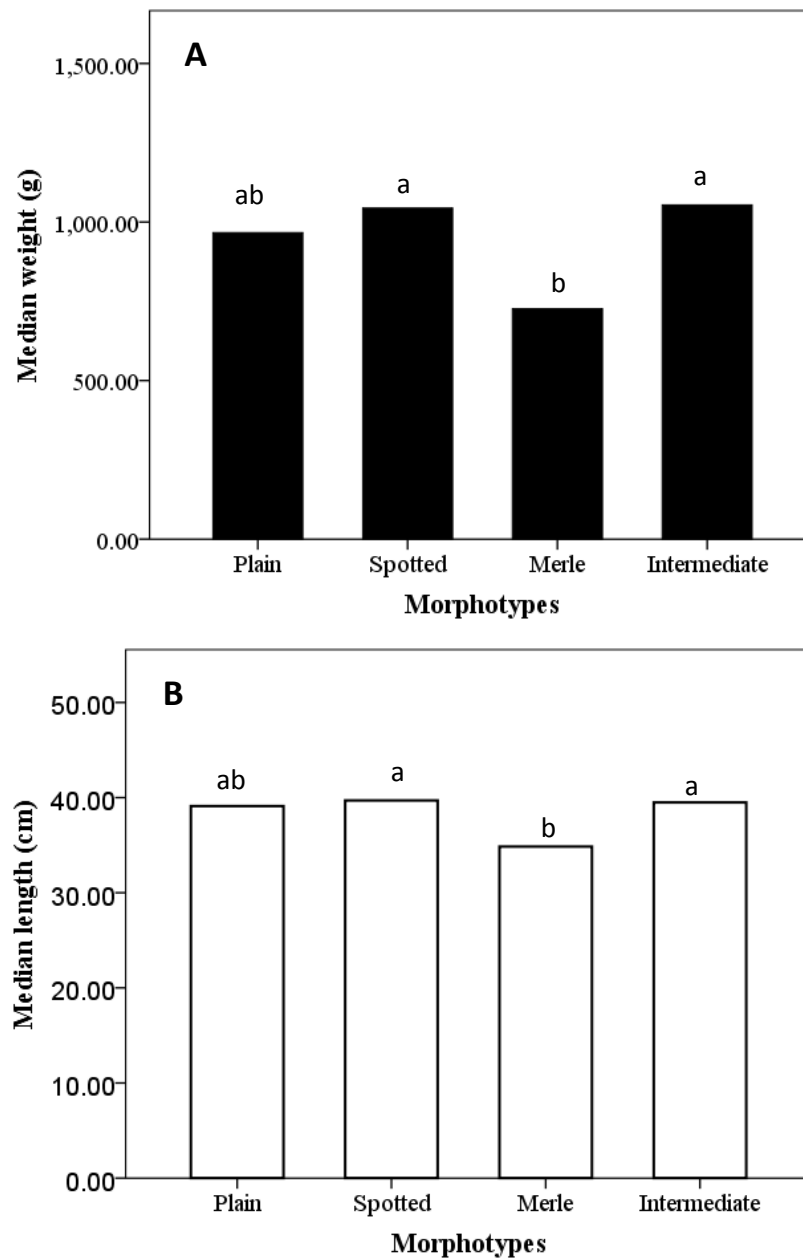 A
Median weight (g)
1,500.00
1,000.00
500.00
0.00
ab
a
b
a
Plain Spotted Merle Intermediate
Morphotypes
B
Median length (cm)
50.00
40.00
30.00
20.00
10.00
0.00
ab
a
b
a
Plain Spotted Merle Intermediate
Morphotypes